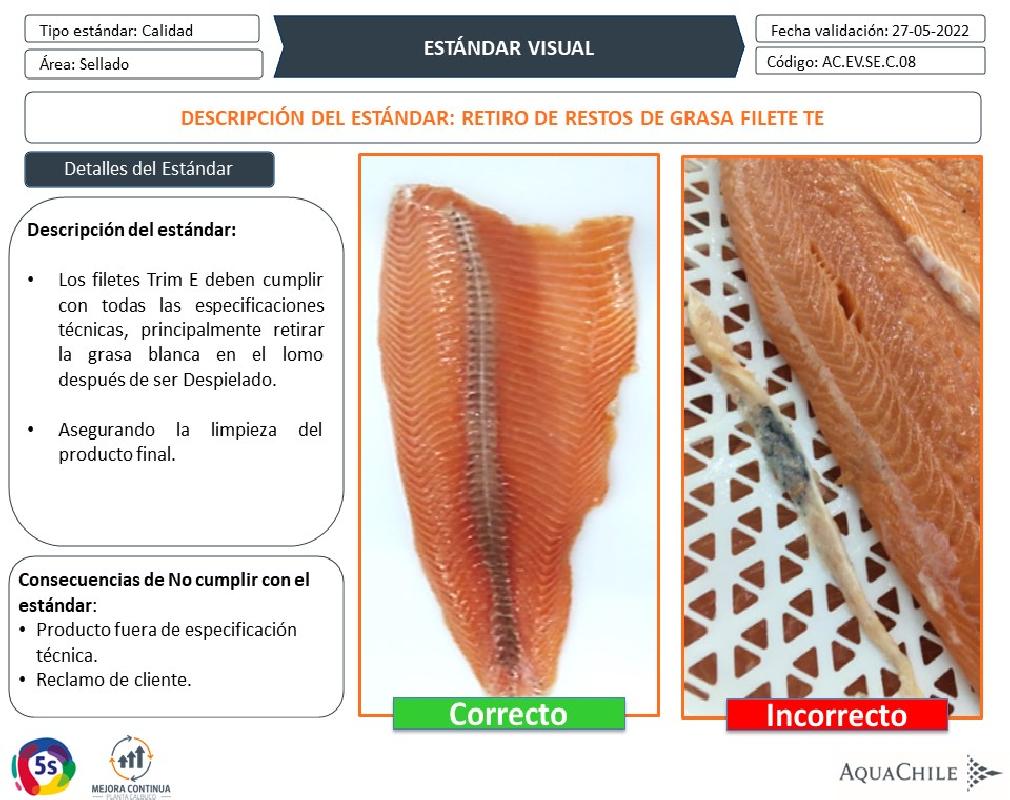 Tipo estándar: Calidad
Área: Sellado
ESTÁNDAR VISUAL
Fecha validación: 27-05-2022
Código: AC.EV.SE.C.08
DESCRIPCIÓN DEL ESTÁNDAR: RETIRO DE RESTOS DE GRASA FILETE TE
Detalles del Estándar
Descripción del estándar:
• Los filetes Trim E deben cumplir
con todas las especificaciones
técnicas, principalmente retirar
la grasa blanca en el lomo
después de ser Despielado.
• Asegurando la limpieza del
producto final.
Consecuencias de No cumplir con el
estándar:
• Producto fuera de especificación
técnica.
• Reclamo de cliente.
Correcto
Incorrecto
5s
MEJORA CONTINUA
PLANTA CALBUCO
AQUACHILE